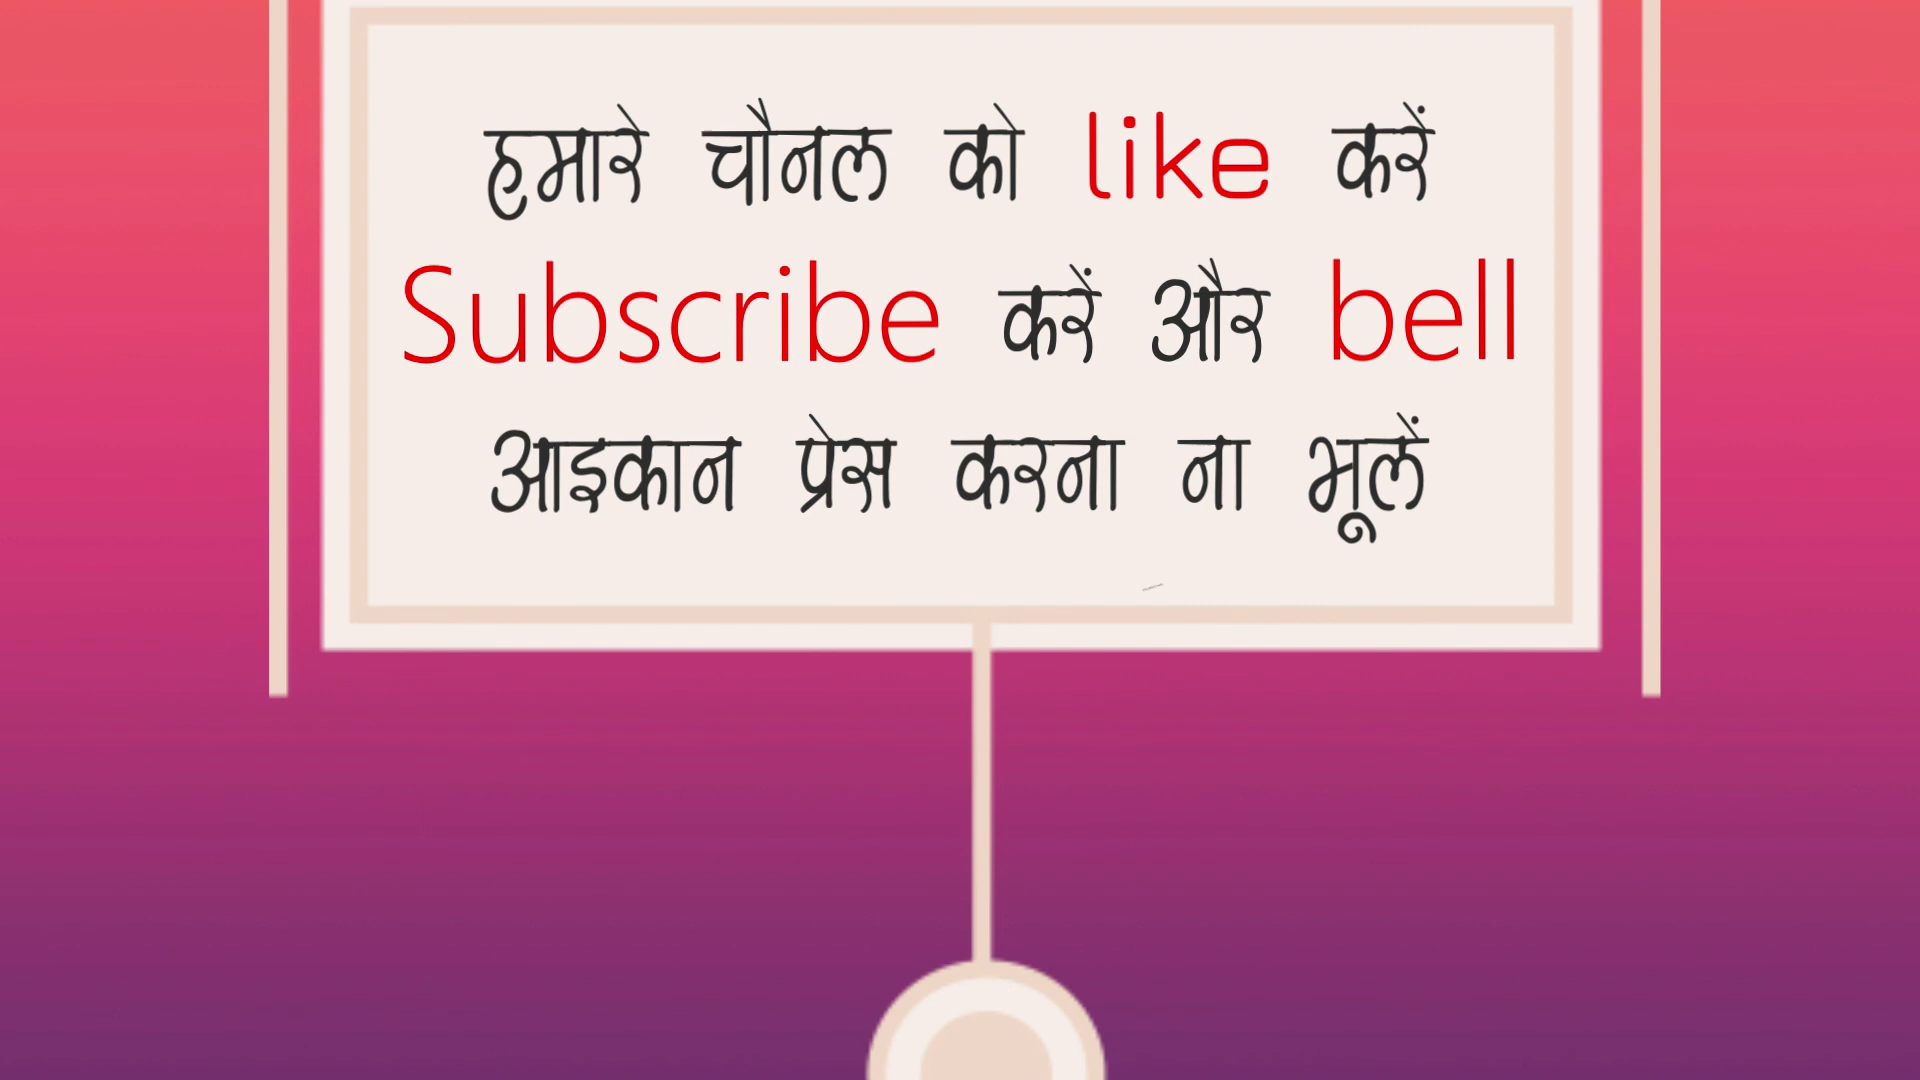 हमारे चौनल को like करें
Subscribe करें और bell
आइकान प्रेस करना ना भूलें